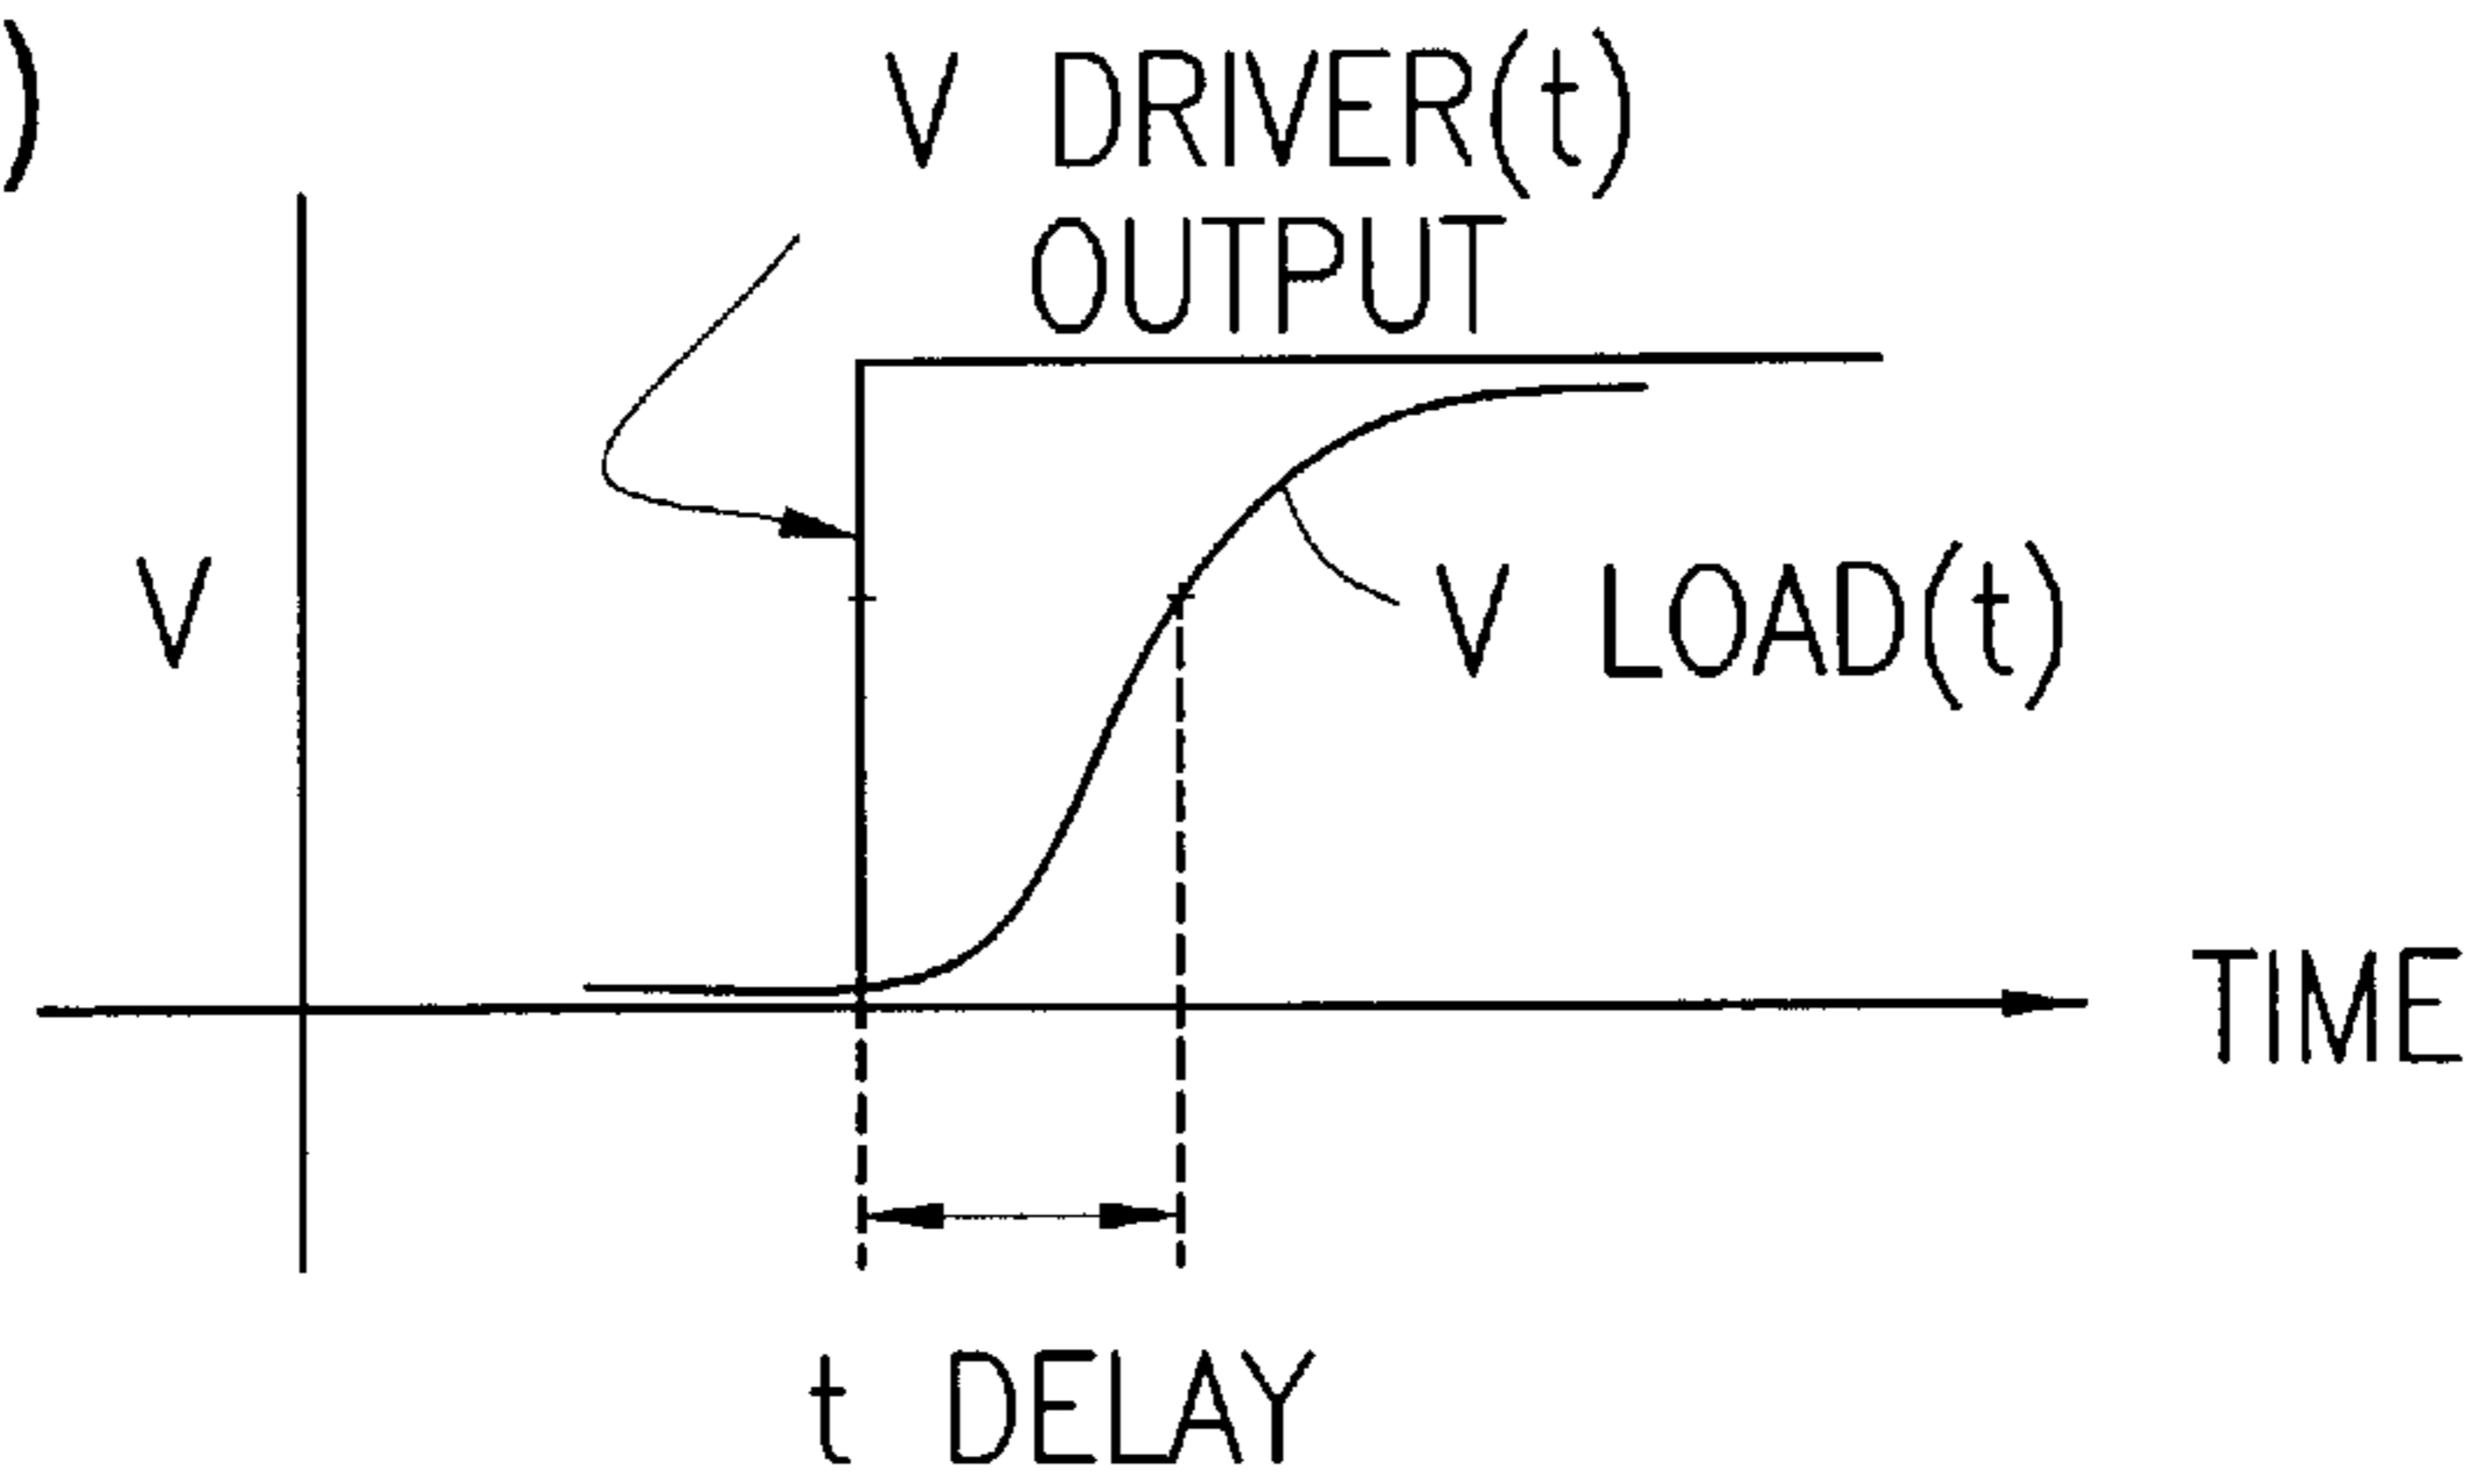 )
V DRIVER(t)
OUTPUT
V
V LOAD(t)
TIME
t DELAY